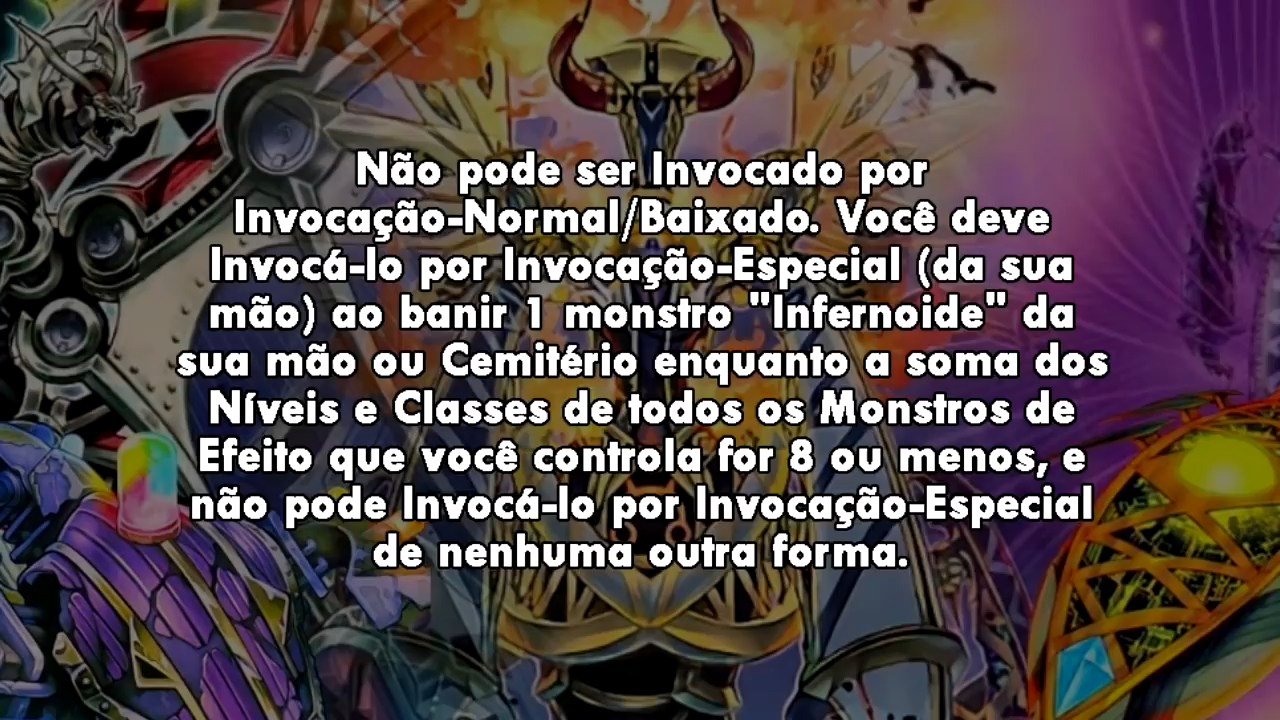 Não pode ser Invocado por
Invocação-Normal/Baixado. Você deve
Invocá-lo por Invocação-Especial (da sua
mão) ao banir 1 monstro "Infernoide" da
sua mão ou Cemitério enquanto a soma dos
Níveis e Classes de todos os Monstros de
Efeito que você controla for 8 ou menos, e
não pode Invocá-lo por Invocação-Especial
de nenhuma outra forma.